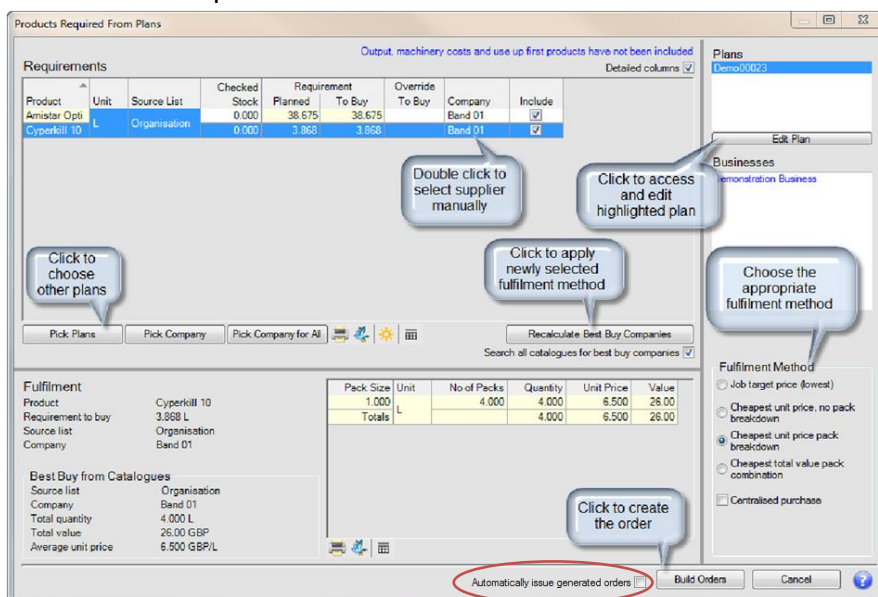 Products Required From Plans
Output, machinery costs and use up first products have not been included
Requirements
Detailed columns
Checked Requirement Override
Product Unit Source List Stock Planned To Buy To Buy Company Include
Amistar Opti L Organisation 0.000 38.675 38.675 Band 01
Cyperkill 10 0.000 3.868 3.868 Band 01
Plans
Demo00023
Edit Plan
Businesses
Demonstration Business
Double click to
select supplier
manually
Click to access
and edit
highlighted plan
Click to
choose
other plans
Click to apply
newly selected
fulfilment method
Choose the
appropriate
fulfilment method
Pick Plans Pick Company Pick Company for All Recalculate Best Buy Companies
Search all catalogues for best buy companies
Fulfilment
Product Cyperkill 10
Requirement to buy 3.868 L
Source list Organisation
Company Band 01
Best Buy from Catalogues
Source list Organisation
Company Band 01
Total quantity 4.000 L
Total value 26.00 GBP
Average unit price 6.500 GBP/L
Pack Size Unit No of Packs Quantity Unit Price Value
1.000 L 4.000 4.000 6.500 26.00
Totals 4.000 6.500 26.00
Fulfilment Method
Job target price (lowest)
Cheapest unit price, no pack
breakdown
Cheapest unit price pack
breakdown
Cheapest total value pack
combination
Centralised purchase
Click to create
the order
Automatically issue generated orders Build Orders Cancel ?